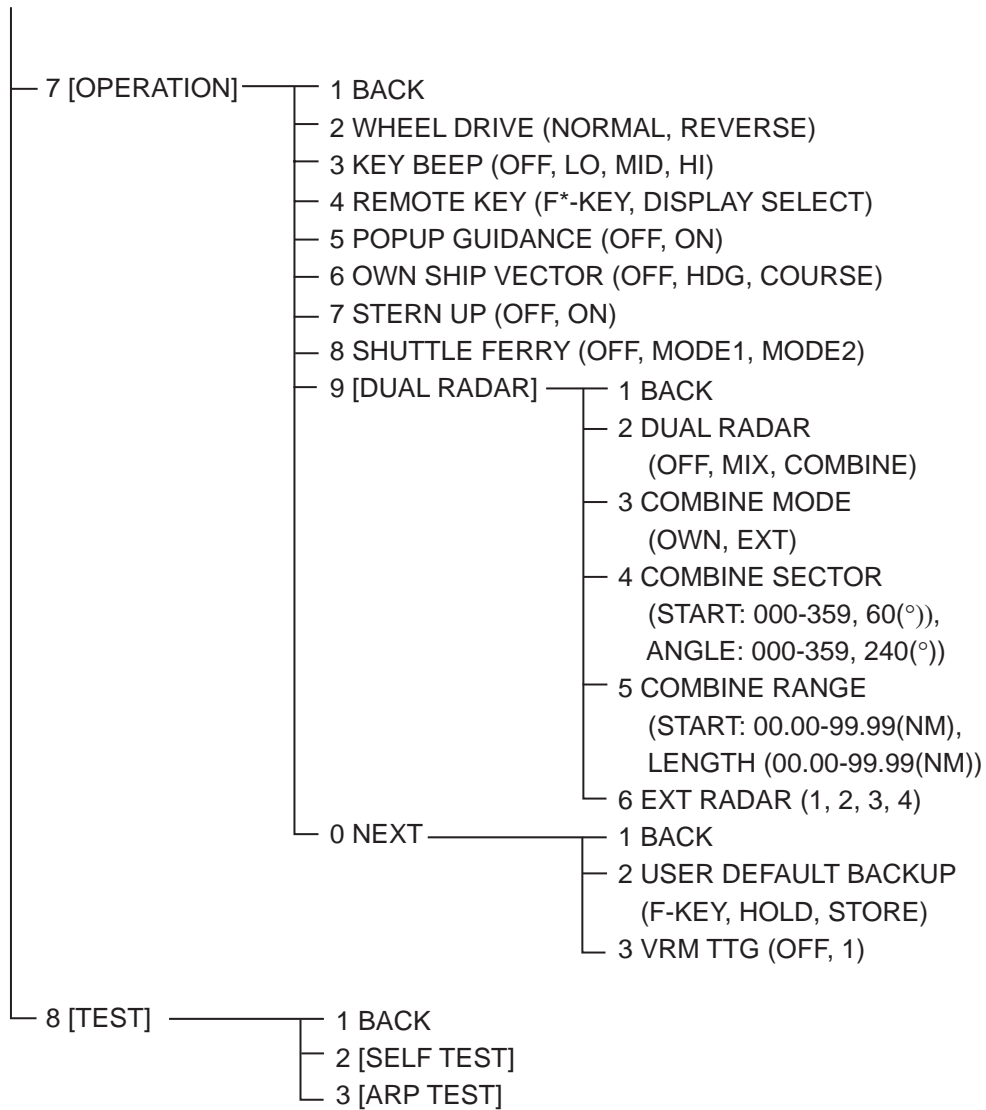 7 [OPERATION]
1 BACK
2 WHEEL DRIVE (NORMAL, REVERSE)
3 KEY BEEP (OFF, LO, MID, HI)
4 REMOTE KEY (F*-KEY, DISPLAY SELECT)
5 POPUP GUIDANCE (OFF, ON)
6 OWN SHIP VECTOR (OFF, HDG, COURSE)
7 STERN UP (OFF, ON)
8 SHUTTLE FERRY (OFF, MODE1, MODE2)
9 [DUAL RADAR]
1 BACK
2 DUAL RADAR
(OFF, MIX, COMBINE)
3 COMBINE MODE
(OWN, EXT)
4 COMBINE SECTOR
(START: 000-359, 60(°)),
ANGLE: 000-359, 240(°))
5 COMBINE RANGE
(START: 00.00-99.99(NM),
LENGTH (00.00-99.99(NM))
6 EXT RADAR (1, 2, 3, 4)
0 NEXT
1 BACK
2 USER DEFAULT BACKUP
(F-KEY, HOLD, STORE)
3 VRM TTG (OFF, 1)
8 [TEST]
1 BACK
2 [SELF TEST]
3 [ARP TEST]